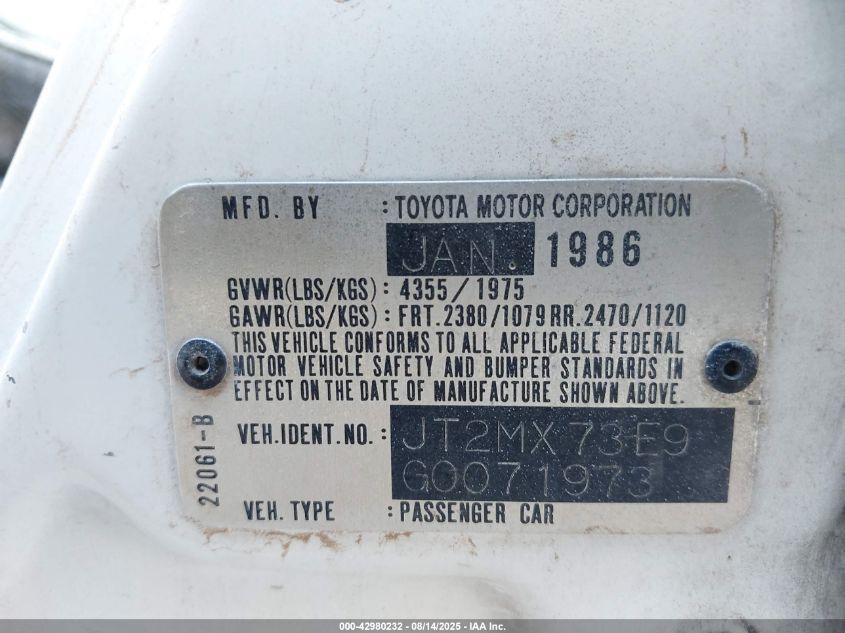 MFD. BY : TOYOTA MOTOR CORPORATION
JAN. 1986
GVWR(LBS/KGS): 4355/1975
GAWR(LBS/KGS): FRT.2380/1079RR.2470/1120
THIS VEHICLE CONFORMS TO ALL APPLICABLE FEDERAL
MOTOR VEHICLE SAFETY AND BUMPER STANDARDS IN
EFFECT ON THE DATE OF MANUFACTURE SHOWN ABOVE.
VEH.IDENT.NO.: JT2MX73E9
G0071973
VEH. TYPE : PASSENGER CAR
22061-B
000-42980232 - 08/14/2025 - IAA Inc.